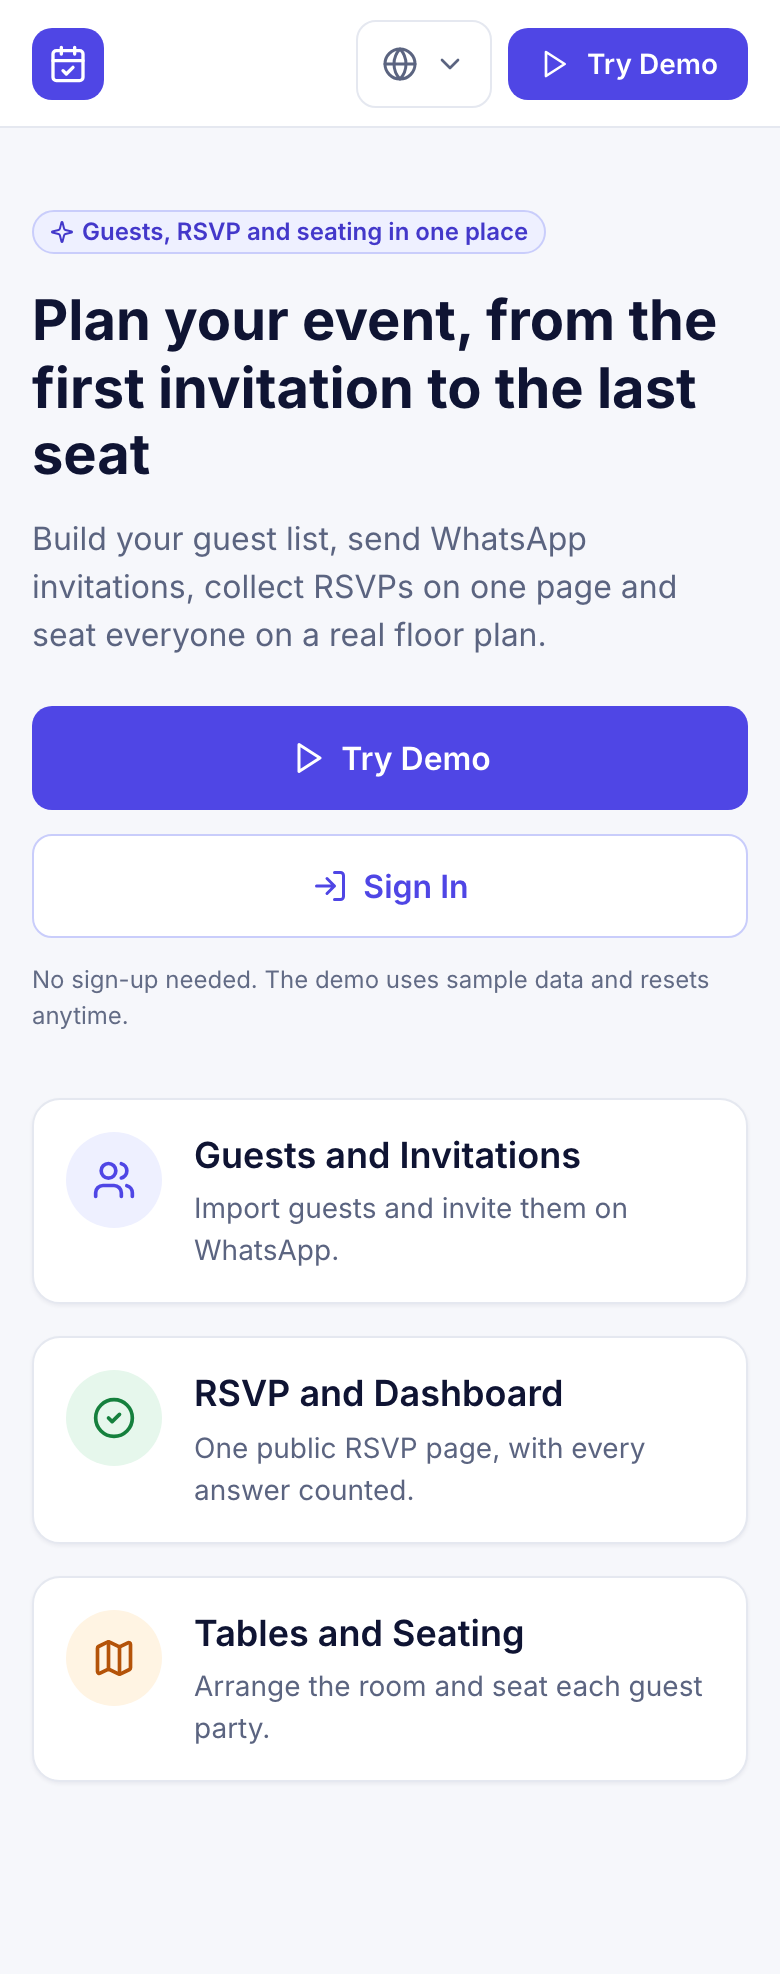 Try Demo
Guests, RSVP and seating in one place
Plan your event, from the
first invitation to the last
seat
Build your guest list, send WhatsApp
invitations, collect RSVPs on one page and
seat everyone on a real floor plan.
Try Demo
Sign In
No sign-up needed. The demo uses sample data and resets
anytime.
Guests and Invitations
Import guests and invite them on
WhatsApp.
RSVP and Dashboard
One public RSVP page, with every
answer counted.
Tables and Seating
Arrange the room and seat each guest
party.